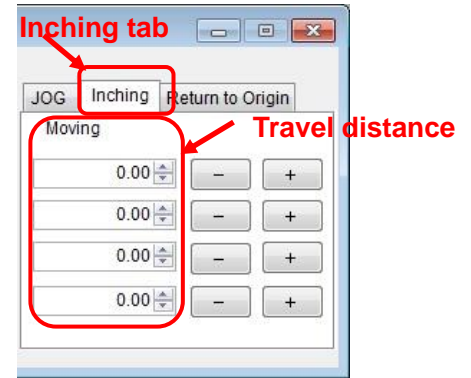 Inching tab
JOG Inching Return to Origin
Moving
Travel distance
0.00 - +
0.00 - +
0.00 - +
0.00 - +